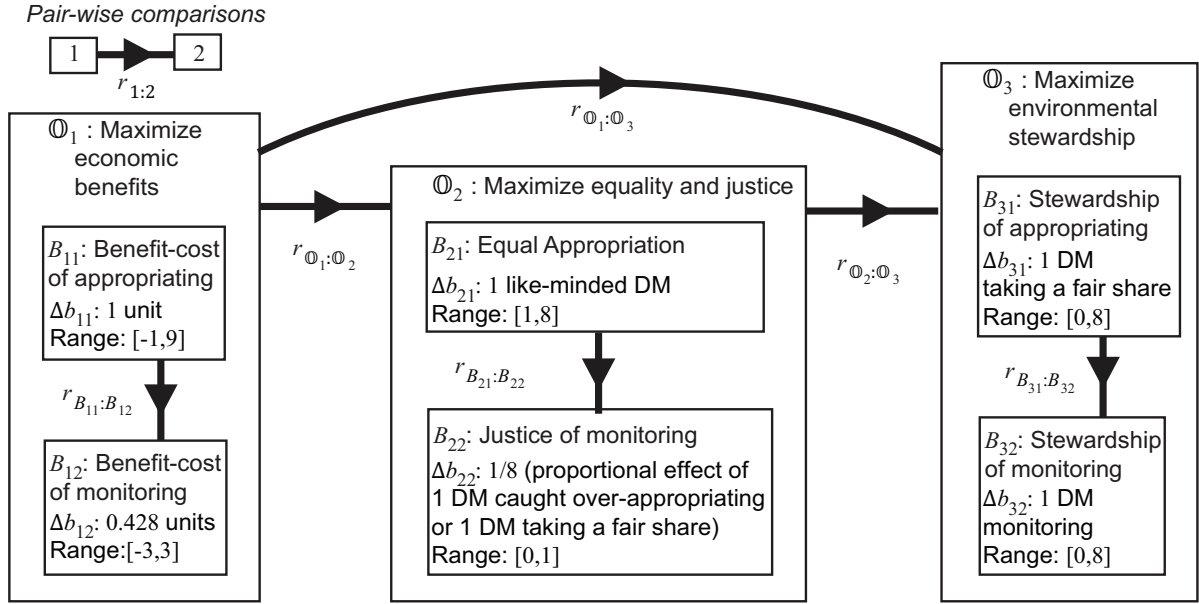 Pair-wise comparisons
1
2
r1:2
𝕆1 : Maximize
economic
benefits
B11: Benefit-cost
of appropriating
Δb11: 1 unit
Range: [-1,9]
rB11:B12
B12: Benefit-cost
of monitoring
Δb12: 0.428 units
Range:[-3,3]
r𝕆1:𝕆2
r𝕆1:𝕆3
𝕆2 : Maximize equality and justice
B21: Equal Appropriation
Δb21: 1 like-minded DM
Range: [1,8]
rB21:B22
B22: Justice of monitoring
Δb22: 1/8 (proportional effect of
1 DM caught over-appropriating
or 1 DM taking a fair share)
Range: [0,1]
r𝕆2:𝕆3
𝕆3 : Maximize
environmental
stewardship
B31: Stewardship
of appropriating
Δb31: 1 DM
taking a fair share
Range: [0,8]
rB31:B32
B32: Stewardship
of monitoring
Δb32: 1 DM
monitoring
Range: [0,8]